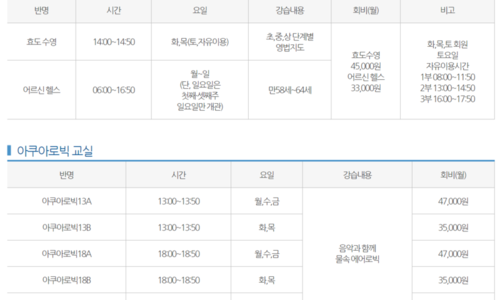 반명 시간 요일 강습내용 회비(월) 비고
효도 수영 14:00~14:50 화,목(토,자유이용) 초,중,상 단계별
영법지도
어르신 헬스 06:00~16:50 월~일
(단, 일요일은
첫째·셋째주
일요일만 개관) 만58세~64세
효도수영
45,000원
어르신 헬스
33,000원
화,목,토 회원
토요일
자유이용시간
1부 08:00~11:50
2부 13:00~14:50
3부 16:00~17:50
아쿠아로빅 교실
반명 시간 요일 강습내용 회비(월)
아쿠아로빅13A 13:00~13:50 월,수,금 47,000원
아쿠아로빅13B 13:00~13:50 화,목 35,000원
아쿠아로빅18A 18:00~18:50 월,수,금 47,000원
아쿠아로빅18B 18:00~18:50 화,목 35,000원
음악과 함께
물속 에어로빅